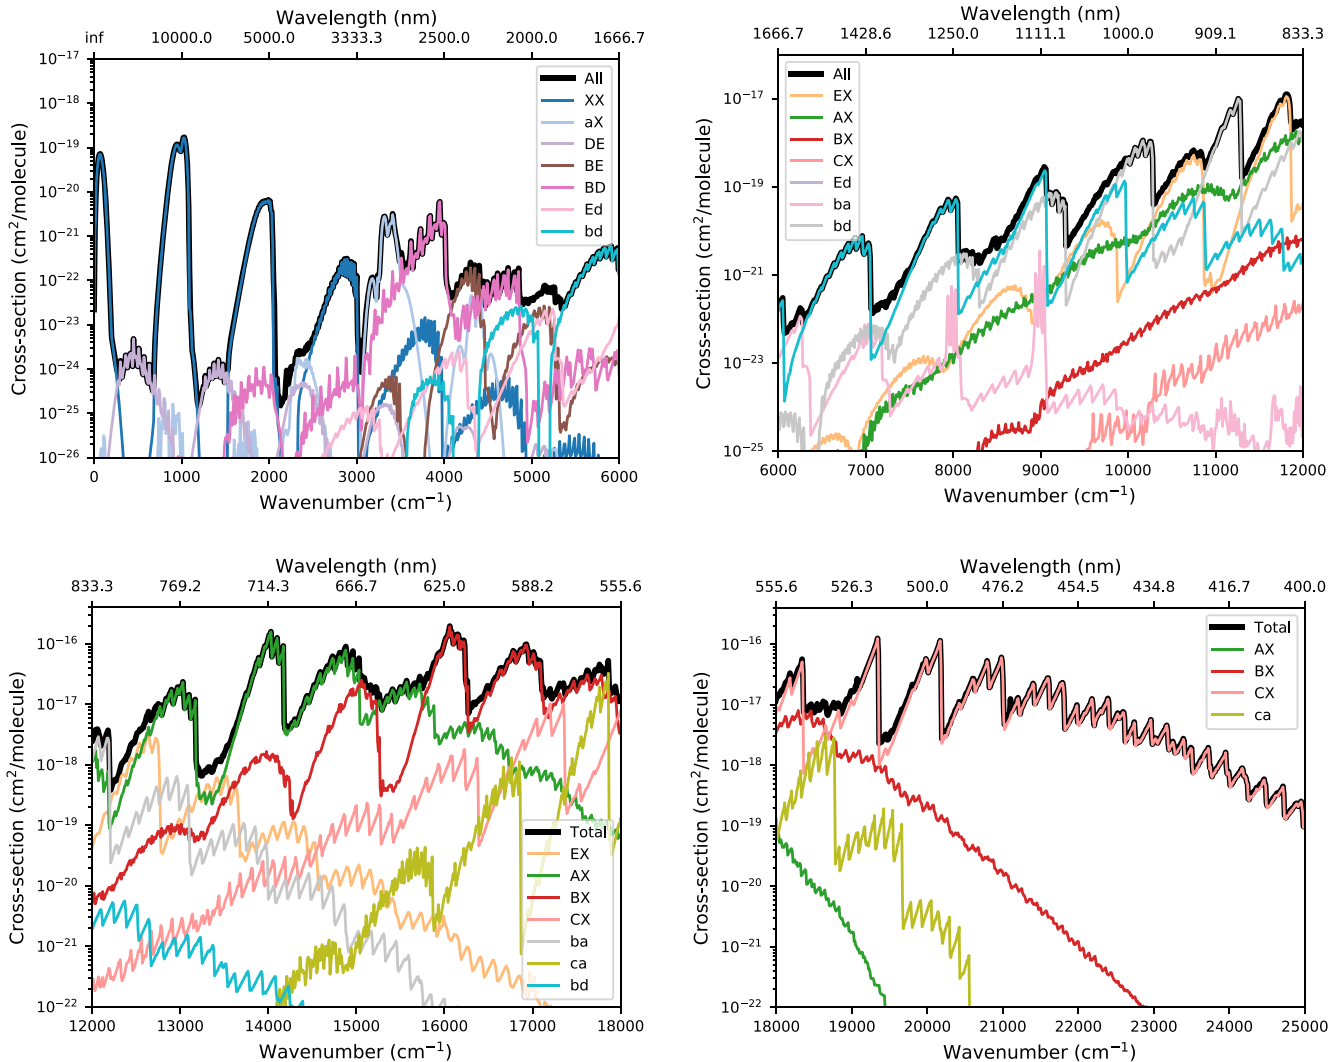 Wavelength (nm)
inf 10000.0 5000.0 3333.3 2500.0 2000.0 1666.7
10⁻¹⁷
10⁻¹⁸
10⁻¹⁹
10⁻²⁰
10⁻²¹
10⁻²²
10⁻²³
10⁻²⁴
10⁻²⁵
10⁻²⁶
Cross-section (cm²/molecule)
All
XX
aX
DE
BE
BD
Ed
bd
0 1000 2000 3000 4000 5000 6000
Wavenumber (cm⁻¹)
Wavelength (nm)
1666.7 1428.6 1250.0 1111.1 1000.0 909.1 833.3
10⁻¹⁷
10⁻¹⁹
10⁻²¹
10⁻²³
10⁻²⁵
Cross-section (cm²/molecule)
All
EX
AX
BX
CX
Ed
ba
bd
6000 7000 8000 9000 10000 11000 12000
Wavenumber (cm⁻¹)
Wavelength (nm)
833.3 769.2 714.3 666.7 625.0 588.2 555.6
10⁻¹⁶
10⁻¹⁷
10⁻¹⁸
10⁻¹⁹
10⁻²⁰
10⁻²¹
10⁻²²
Cross-section (cm²/molecule)
Total
EX
AX
BX
CX
ba
ca
bd
12000 13000 14000 15000 16000 17000 18000
Wavenumber (cm⁻¹)
Wavelength (nm)
555.6 526.3 500.0 476.2 454.5 434.8 416.7 400.0
10⁻¹⁶
10⁻¹⁷
10⁻¹⁸
10⁻¹⁹
10⁻²⁰
10⁻²¹
10⁻²²
Cross-section (cm²/molecule)
Total
AX
BX
CX
ca
18000 19000 20000 21000 22000 23000 24000 25000
Wavenumber (cm⁻¹)